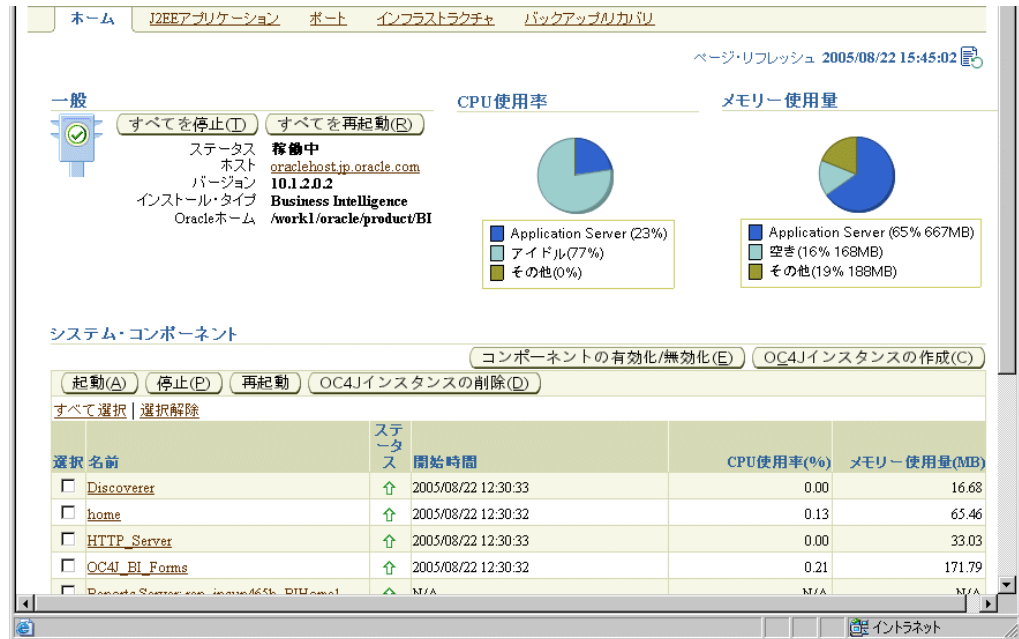 ホーム J2EEアプリケーション ポート インフラストラクチャ バックアップ/リカバリ
ページ・リフレッシュ 2005/08/22 15:45:02
一般
すべてを停止(T) すべてを再起動(R)
ステータス 稼働中
ホスト oraclehost.jp.oracle.com
バージョン 10.1.2.0.2
インストール・タイプ Business Intelligence
Oracleホーム /work1/oracle/product/BI
CPU使用率
Application Server (23%)
アイドル(77%)
その他(0%)
メモリー使用量
Application Server (65% 667MB)
空き(16% 168MB)
その他(19% 188MB)
システム・コンポーネント
コンポーネントの有効化/無効化(E) OC4Jインスタンスの作成(C)
起動(A) 停止(P) 再起動 OC4Jインスタンスの削除(D)
すべて選択 | 選択解除
選択 名前 ステータス 開始時間 CPU使用率(%) メモリー使用量(MB)
Discoverer 2005/08/22 12:30:33 0.00 16.68
home 2005/08/22 12:30:32 0.13 65.46
HTTP_Server 2005/08/22 12:30:33 0.00 33.03
OC4J_BI_Forms 2005/08/22 12:30:32 0.21 171.79
Reports Server: N/A N/A N/A
イントラネット